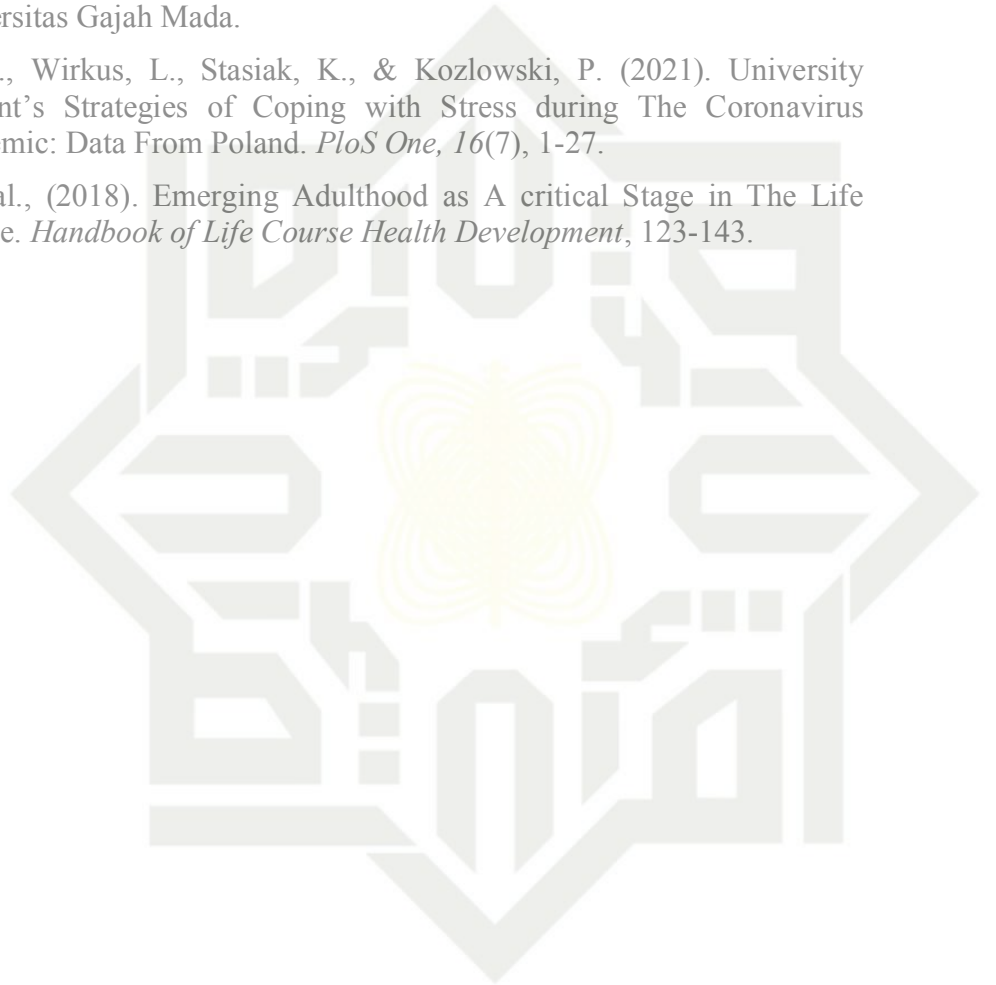 ersitas Gajah Mada.
., Wirkus, L., Stasiak, K., & Kozlowski, P. (2021). University
nt’s Strategies of Coping with Stress during The Coronavirus
emic: Data From Poland. PloS One, 16(7), 1-27.
al., (2018). Emerging Adulthood as A critical Stage in The Life
e. Handbook of Life Course Health Development, 123-143.